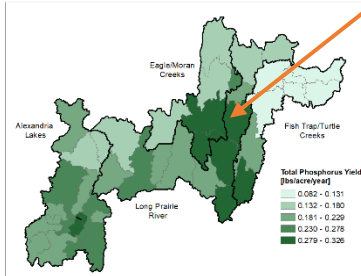 Eagle/Moran
Creeks
Alexandria
Lakes
Fish Trap/Turtle
Creeks
Long Prairie
River
Total Phosphorus Yield
[lbs/acre/year]
0.082 - 0.131
0.132 - 0.180
0.181 - 0.229
0.230 - 0.278
0.279 - 0.326